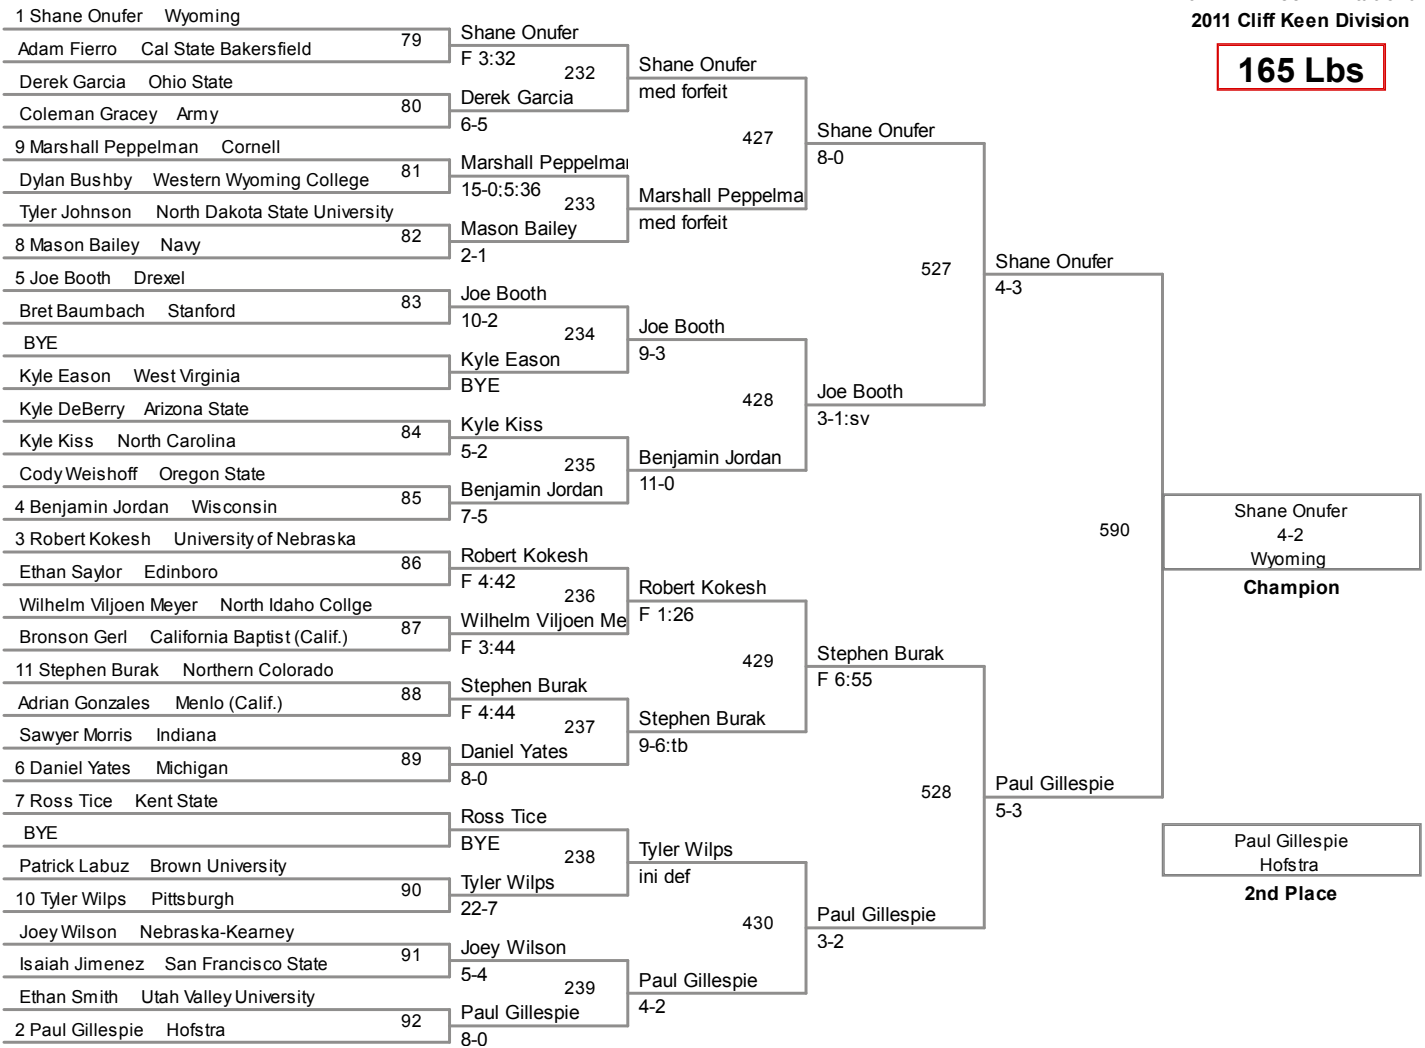 2011 Cliff Keen Division
165 Lbs
1 Shane Onufer Wyoming
79
Adam Fierro Cal State Bakersfield
Derek Garcia Ohio State
80
Coleman Gracey Army
9 Marshall Peppelman Cornell
81
Dylan Bushby Western Wyoming College
Tyler Johnson North Dakota State University
82
8 Mason Bailey Navy
5 Joe Booth Drexel
83
Bret Baumbach Stanford
BYE
Kyle Eason West Virginia
Kyle DeBerry Arizona State
84
Kyle Kiss North Carolina
Cody Weishoff Oregon State
85
4 Benjamin Jordan Wisconsin
3 Robert Kokesh University of Nebraska
86
Ethan Saylor Edinboro
Wilhelm Viljoen Meyer North Idaho Collge
87
Bronson Gerl California Baptist (Calif.)
11 Stephen Burak Northern Colorado
88
Adrian Gonzales Menlo (Calif.)
Sawyer Morris Indiana
89
6 Daniel Yates Michigan
7 Ross Tice Kent State
BYE
Patrick Labuz Brown University
90
10 Tyler Wilps Pittsburgh
Joey Wilson Nebraska-Kearney
91
Isaiah Jimenez San Francisco State
Ethan Smith Utah Valley University
92
2 Paul Gillespie Hofstra
Shane Onufer
F 3:32
232
Derek Garcia
6-5
Marshall Peppelman
15-0:5:36
233
Mason Bailey
2-1
Joe Booth
10-2
234
Kyle Eason
BYE
Kyle Kiss
5-2
235
Benjamin Jordan
7-5
Robert Kokesh
F 4:42
236
Wilhelm Viljoen Me
F 3:44
Stephen Burak
F 4:44
237
Daniel Yates
8-0
Ross Tice
BYE
238
Tyler Wilps
22-7
Joey Wilson
5-4
239
Paul Gillespie
8-0
Shane Onufer
med forfeit
427
Marshall Peppelma
med forfeit
Joe Booth
9-3
428
Benjamin Jordan
11-0
Robert Kokesh
F 1:26
429
Stephen Burak
9-6:tb
Tyler Wilps
inj def
430
Paul Gillespie
4-2
Shane Onufer
8-0
527
Joe Booth
3-1:sv
Stephen Burak
F 6:55
528
Paul Gillespie
3-2
Shane Onufer
4-3
590
Paul Gillespie
5-3
Shane Onufer
4-2
Wyoming
Champion
Paul Gillespie
Hofstra
2nd Place